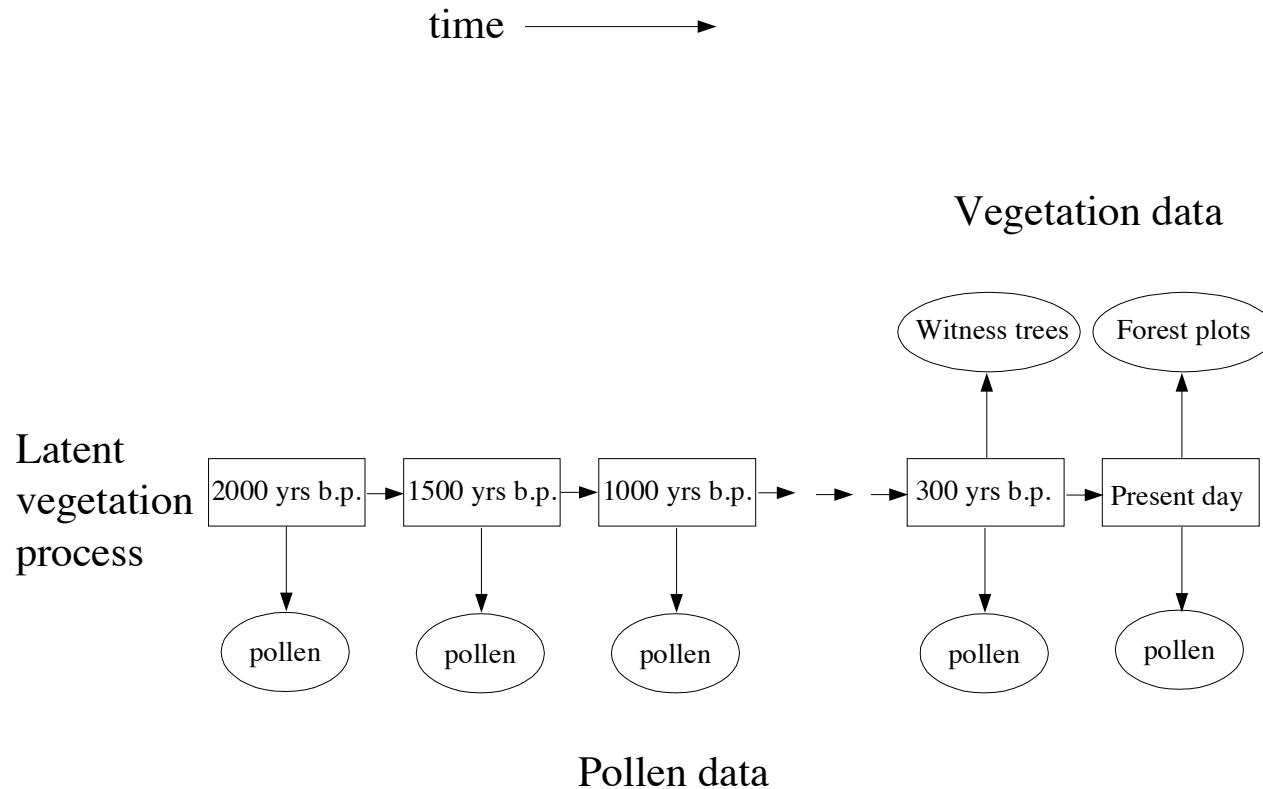 time
Vegetation data
Witness trees
Forest plots
Latent
vegetation
process
2000 yrs b.p.
1500 yrs b.p.
1000 yrs b.p.
300 yrs b.p.
Present day
pollen
pollen
pollen
pollen
pollen
Pollen data